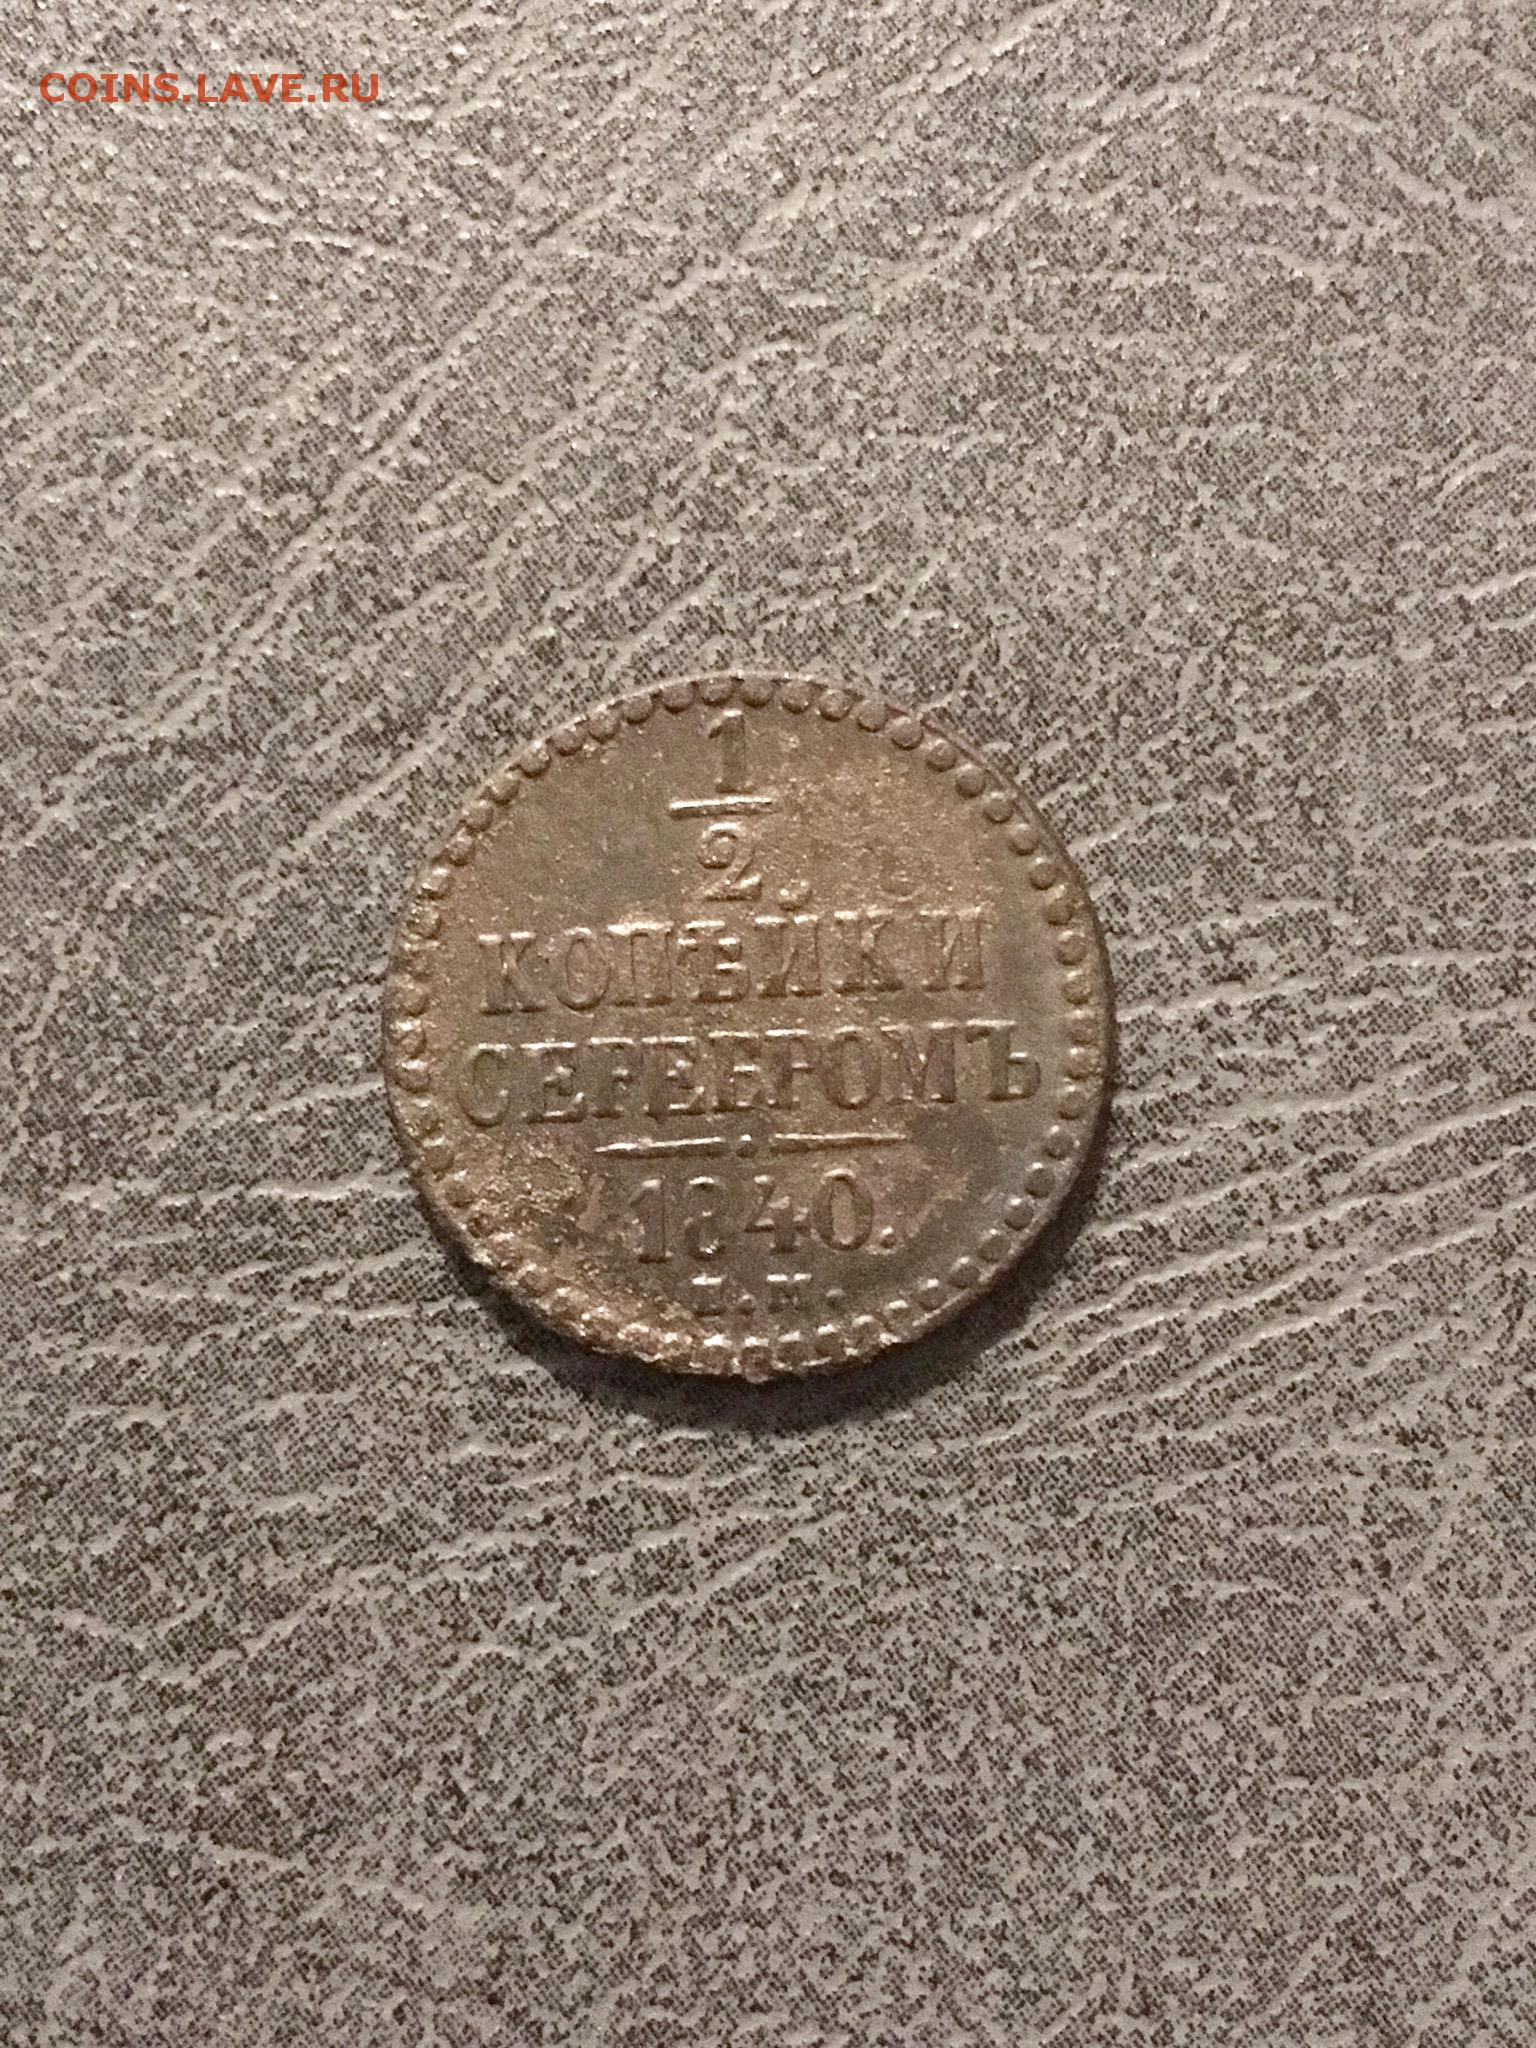 COINS.LAVE.RU
1
2.
КОПѢЙКИ
СЕРЕБРОМЪ
1840.